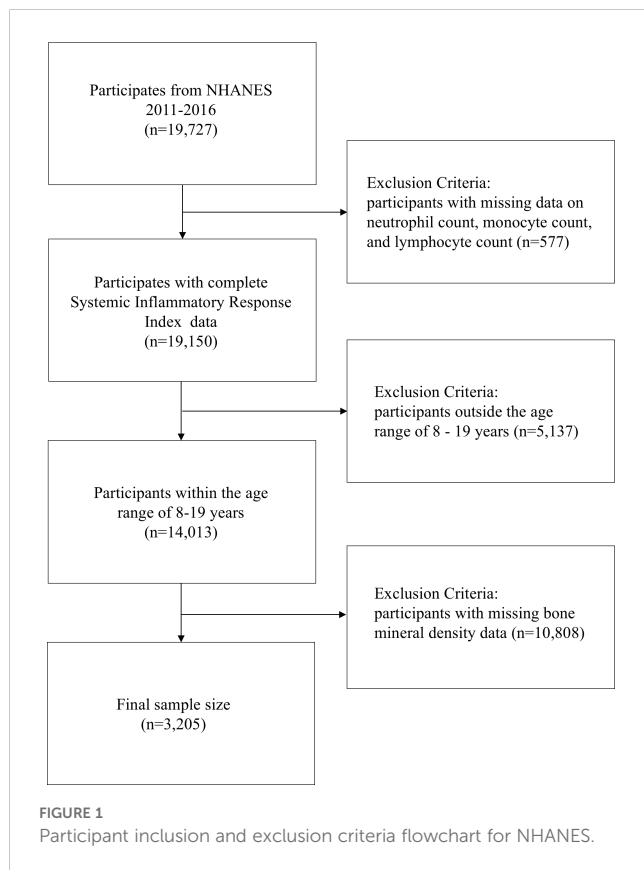 Participates from NHANES
2011-2016
(n=19,727)
Exclusion Criteria:
participants with missing data on
neutrophil count, monocyte count,
and lymphocyte count (n=577)
Participates with complete
Systemic Inflammatory Response
Index data
(n=19,150)
Exclusion Criteria:
participants outside the age
range of 8 - 19 years (n=5,137)
Participants within the age
range of 8-19 years
(n=14,013)
Exclusion Criteria:
participants with missing bone
mineral density data (n=10,808)
Final sample size
(n=3,205)
FIGURE 1
Participant inclusion and exclusion criteria flowchart for NHANES.